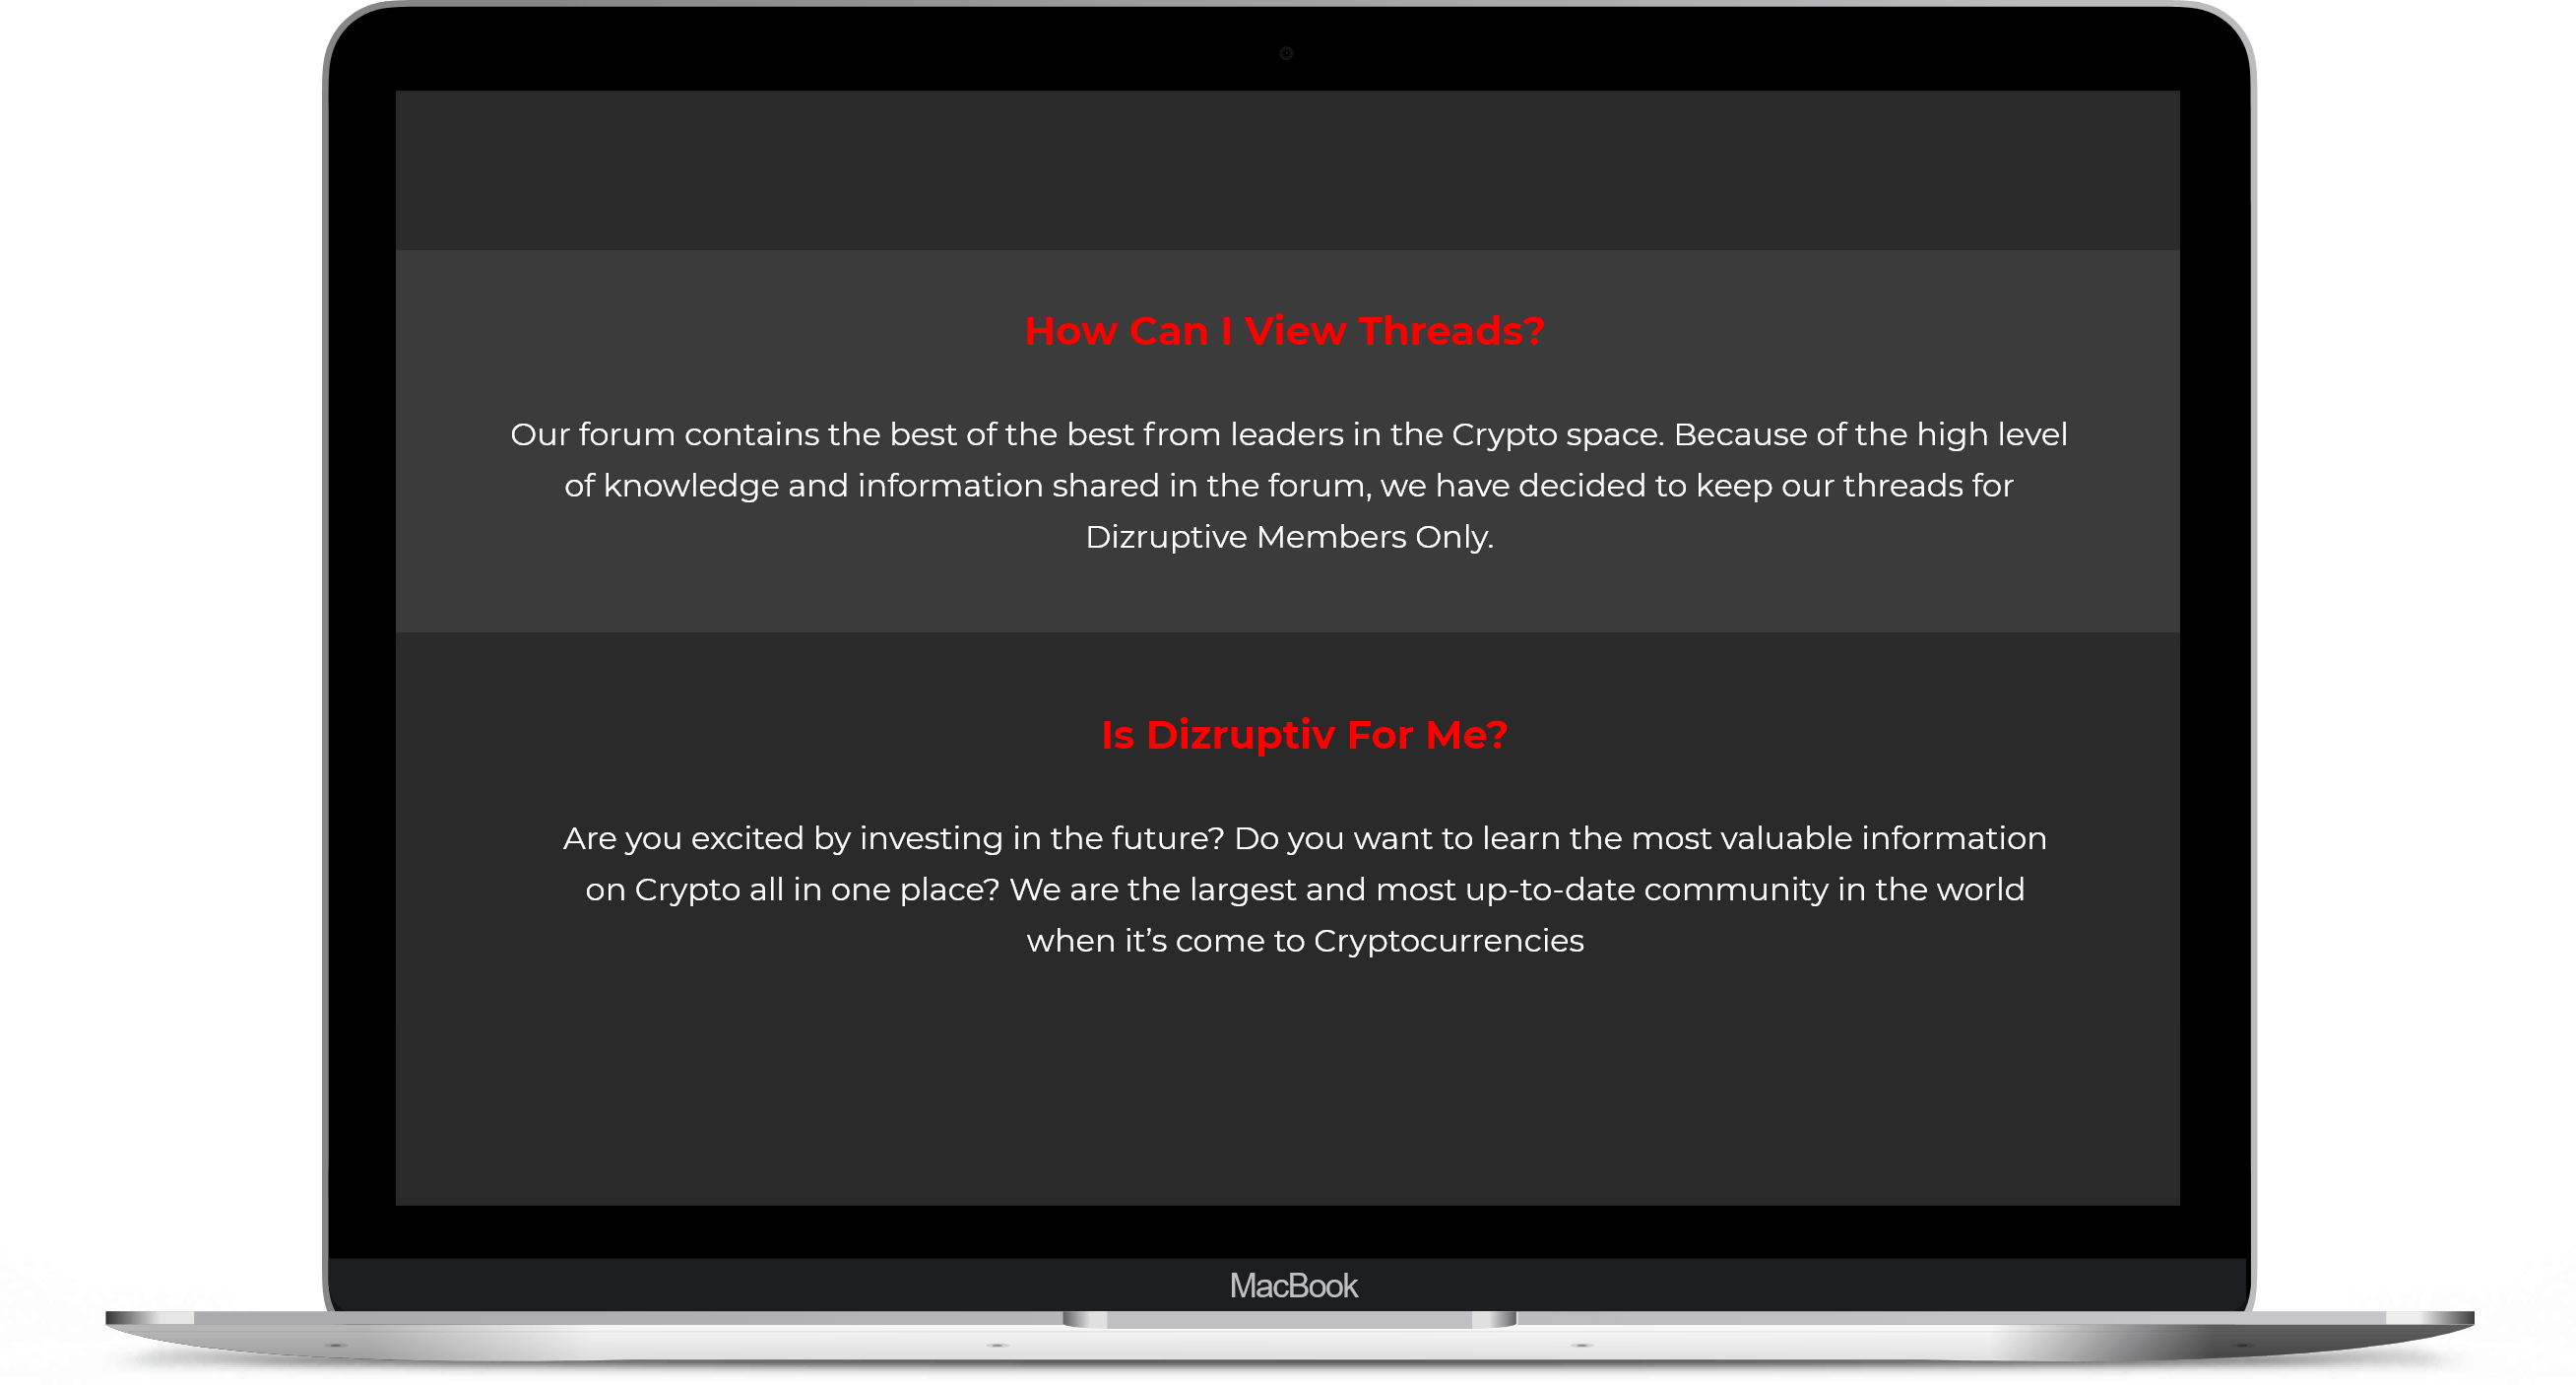 How Can I View Threads?
Our forum contains the best of the best from leaders in the Crypto space. Because of the high level
of knowledge and information shared in the forum, we have decided to keep our threads for
Dizruptive Members Only.
Is Dizruptiv For Me?
Are you excited by investing in the future? Do you want to learn the most valuable information
on Crypto all in one place? We are the largest and most up-to-date community in the world
when it’s come to Cryptocurrencies
MacBook